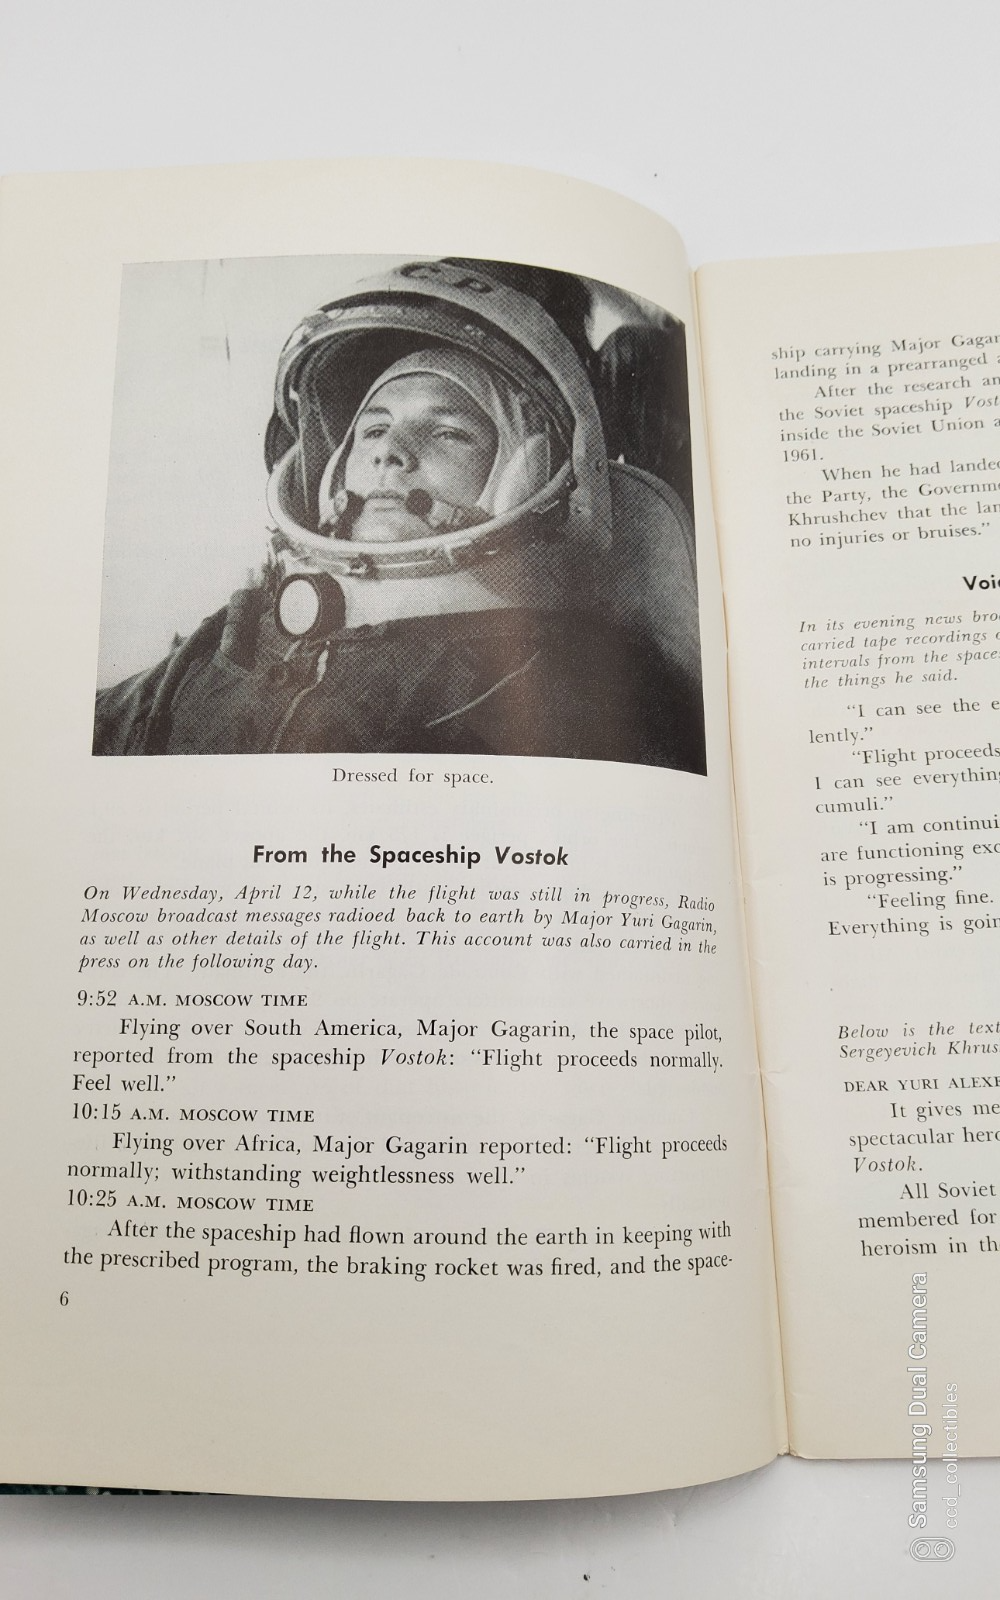 CP
Dressed for space.
From the Spaceship Vostok
On Wednesday, April 12, while the flight was still in progress, Radio
Moscow broadcast messages radioed back to earth by Major Yuri Gagarin,
as well as other details of the flight. This account was also carried in the
press on the following day.
9:52 A.M. MOSCOW TIME
Flying over South America, Major Gagarin, the space pilot,
reported from the spaceship Vostok: “Flight proceeds normally.
Feel well.”
10:15 A.M. MOSCOW TIME
Flying over Africa, Major Gagarin reported: “Flight proceeds
normally; withstanding weightlessness well.”
10:25 A.M. MOSCOW TIME
After the spaceship had flown around the earth in keeping with
the prescribed program, the braking rocket was fired, and the space-
6
ship carrying Major
landing in a prearranged
After the research
the Soviet spaceship
inside the Soviet Union
1961.
When he had
the Party, the
Khrushchev that the
no injuries or bruises.”
In its evening news
carried tape recordings
intervals from the
the things he said.
“I can see the
lently.”
“Flight proceeds
I can see
cumuli.”
“I am
are functioning
is progressing.”
“Feeling fine.
Everything is
Below is the
Sergeyevich
DEAR YURI
It gives me
spectacular
Vostok.
All Soviet
membered for
heroism in
Samsung Dual Camera
ccd_collectibles